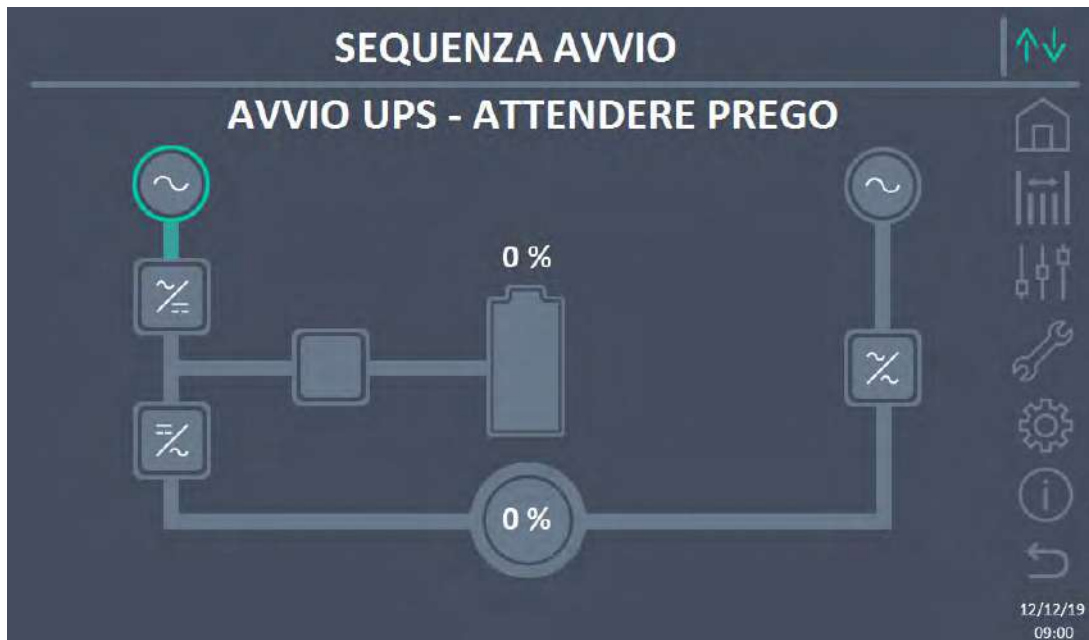 SEQUENZA AVVIO
AVVIO UPS - ATTENDERE PREGO
0 %
0 %
12/12/19
09:00